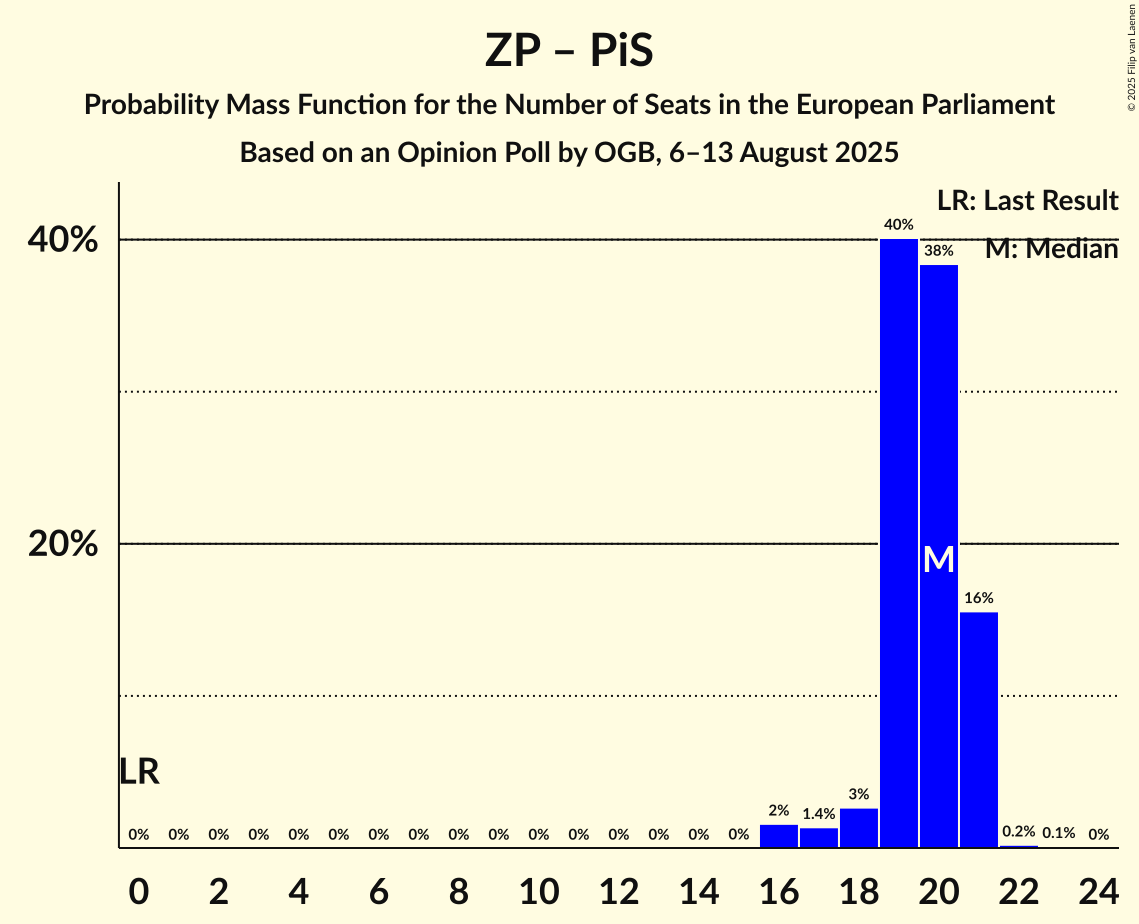 ZP – PiS
Probability Mass Function for the Number of Seats in the European Parliament
Based on an Opinion Poll by OGB, 6–13 August 2025
© 2025 Filip van Laenen
LR: Last Result
M: Median
40%
20%
40%
38%
M
16%
LR
0% 0% 0% 0% 0% 0% 0% 0% 0% 0% 0% 0% 0% 0% 0% 0% 2% 1.4% 3% 0.2% 0.1% 0%
0 2 4 6 8 10 12 14 16 18 20 22 24